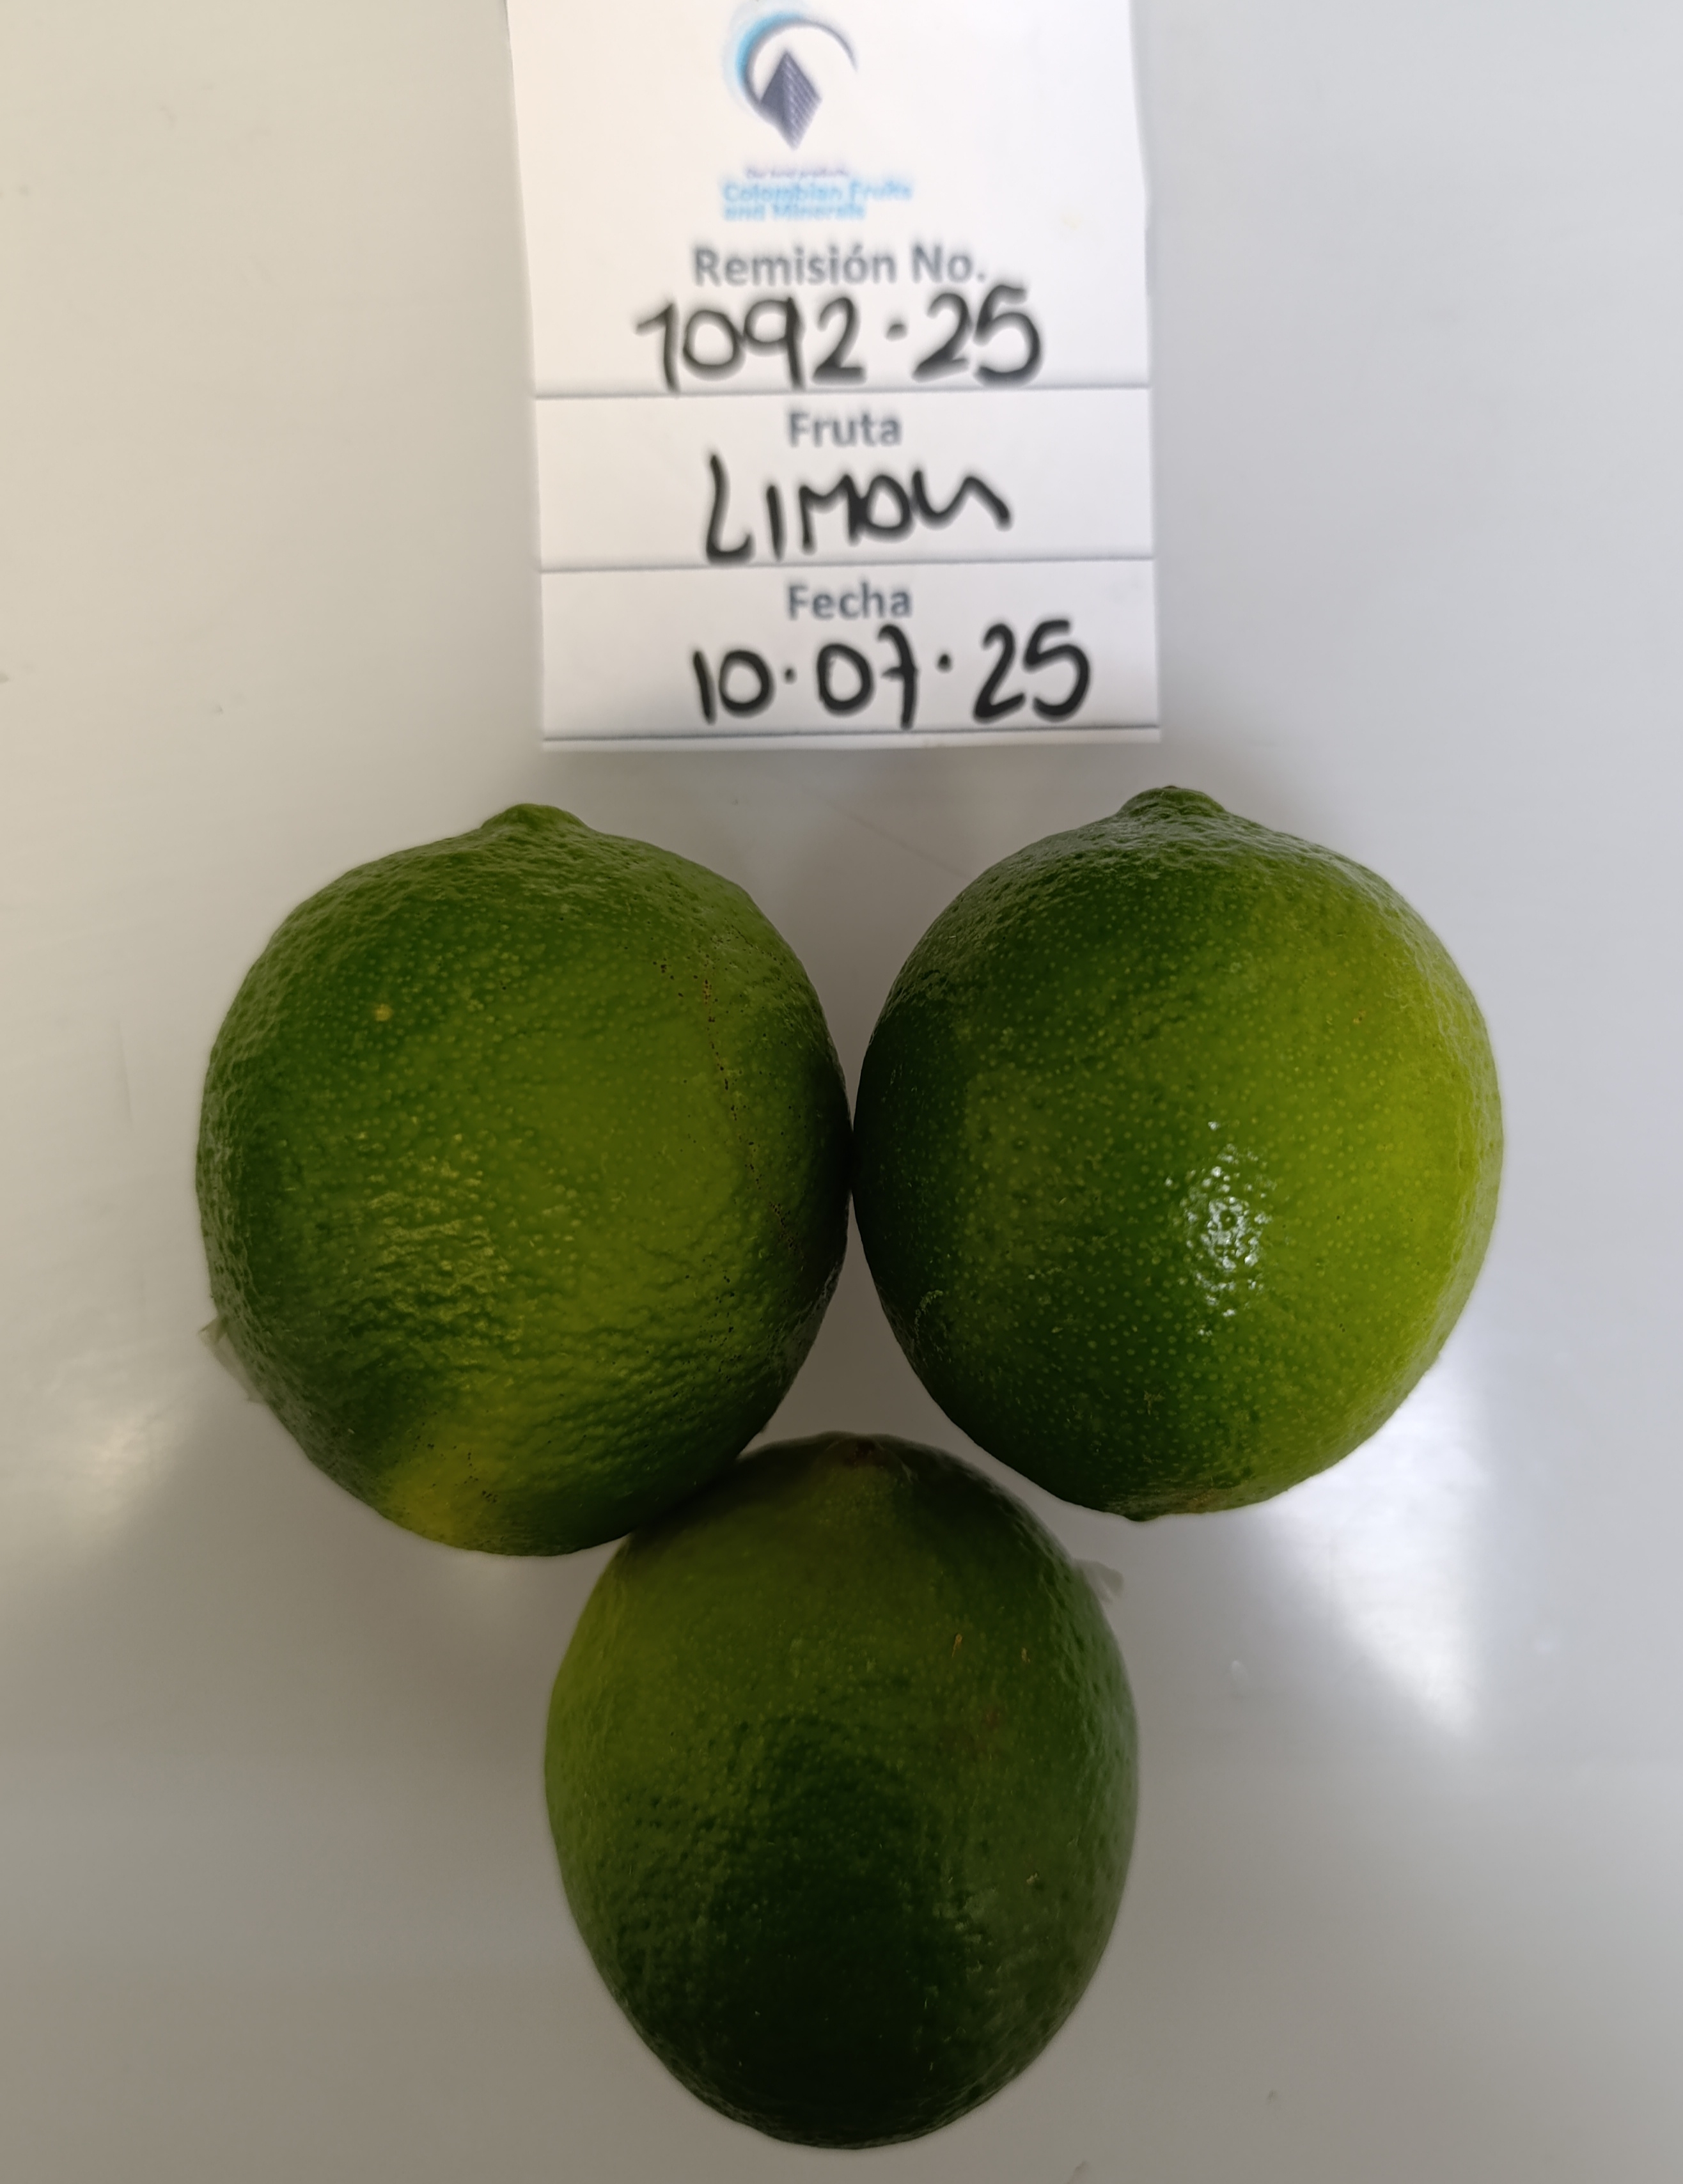 Colombian Fruits
and Minerals
Remisión No.
1092·25
Fruta
LIMON
Fecha
10·07·25